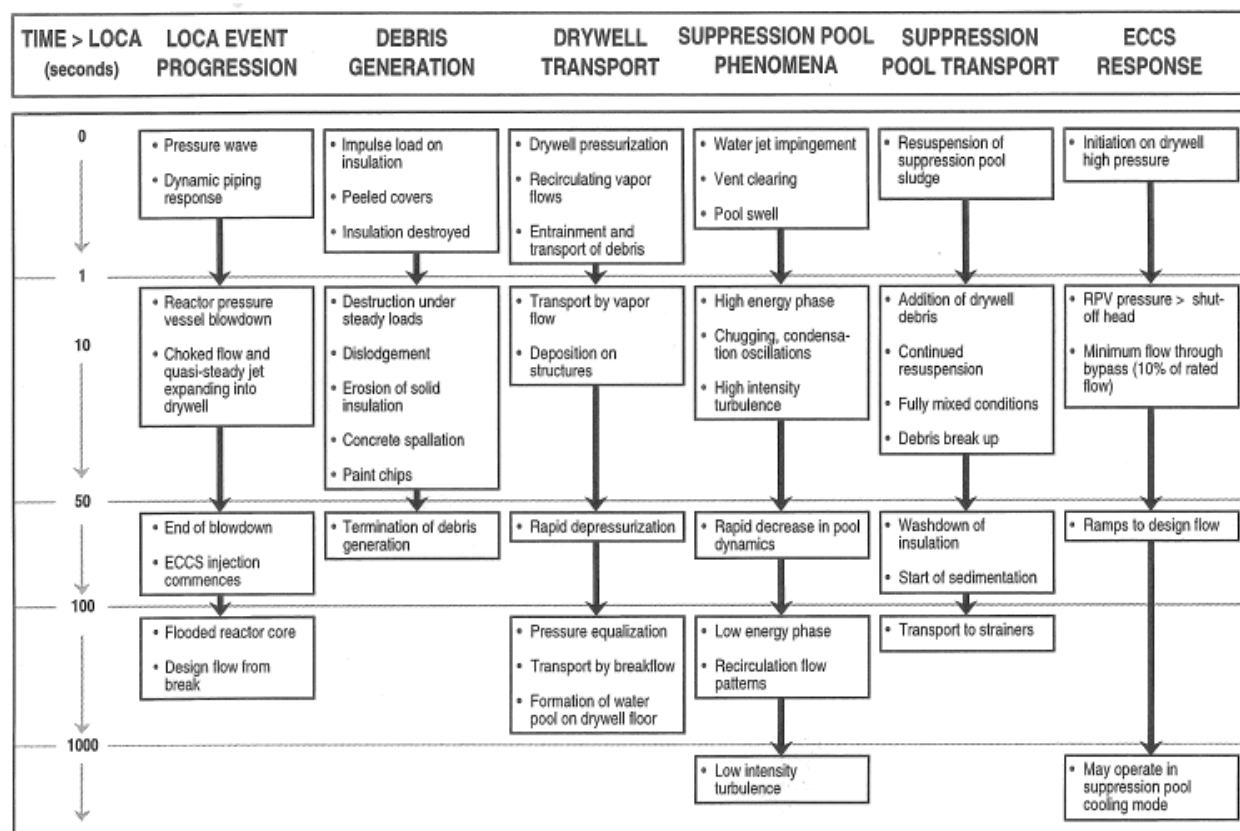 TIME > LOCA
(seconds)
LOCA EVENT
PROGRESSION
DEBRIS
GENERATION
DRYWELL
TRANSPORT
SUPPRESSION POOL
PHENOMENA
SUPPRESSION
POOL TRANSPORT
ECCS
RESPONSE
0
• Pressure wave
• Dynamic piping
response
• Impulse load on
insulation
• Peeled covers
• Insulation destroyed
• Drywell pressurization
• Recirculating vapor
flows
• Entrainment and
transport of debris
• Water jet impingement
• Vent clearing
• Pool swell
• Resuspension of
suppression pool
sludge
• Initiation on drywell
high pressure
1
10
• Reactor pressure
vessel blowdown
• Choked flow and
quasi-steady jet
expanding into
drywell
• Destruction under
steady loads
• Dislodgement
• Erosion of solid
insulation
• Concrete spallation
• Paint chips
• Transport by vapor
flow
• Deposition on
structures
• High energy phase
• Chugging, condensa-
tion oscillations
• High intensity
turbulence
• Addition of drywell
debris
• Continued
resuspension
• Fully mixed conditions
• Debris break up
• RPV pressure > shut-
off head
• Minimum flow through
bypass (10% of rated
flow)
50
• End of blowdown
• ECCS injection
commences
• Termination of debris
generation
• Rapid depressurization
• Rapid decrease in pool
dynamics
• Washdown of
insulation
• Start of sedimentation
• Ramps to design flow
100
• Flooded reactor core
• Design flow from
break
• Pressure equalization
• Transport by breakflow
• Formation of water
pool on drywell floor
• Low energy phase
• Recirculation flow
patterns
• Transport to strainers
1000
• Low intensity
turbulence
• May operate in
suppression pool
cooling mode